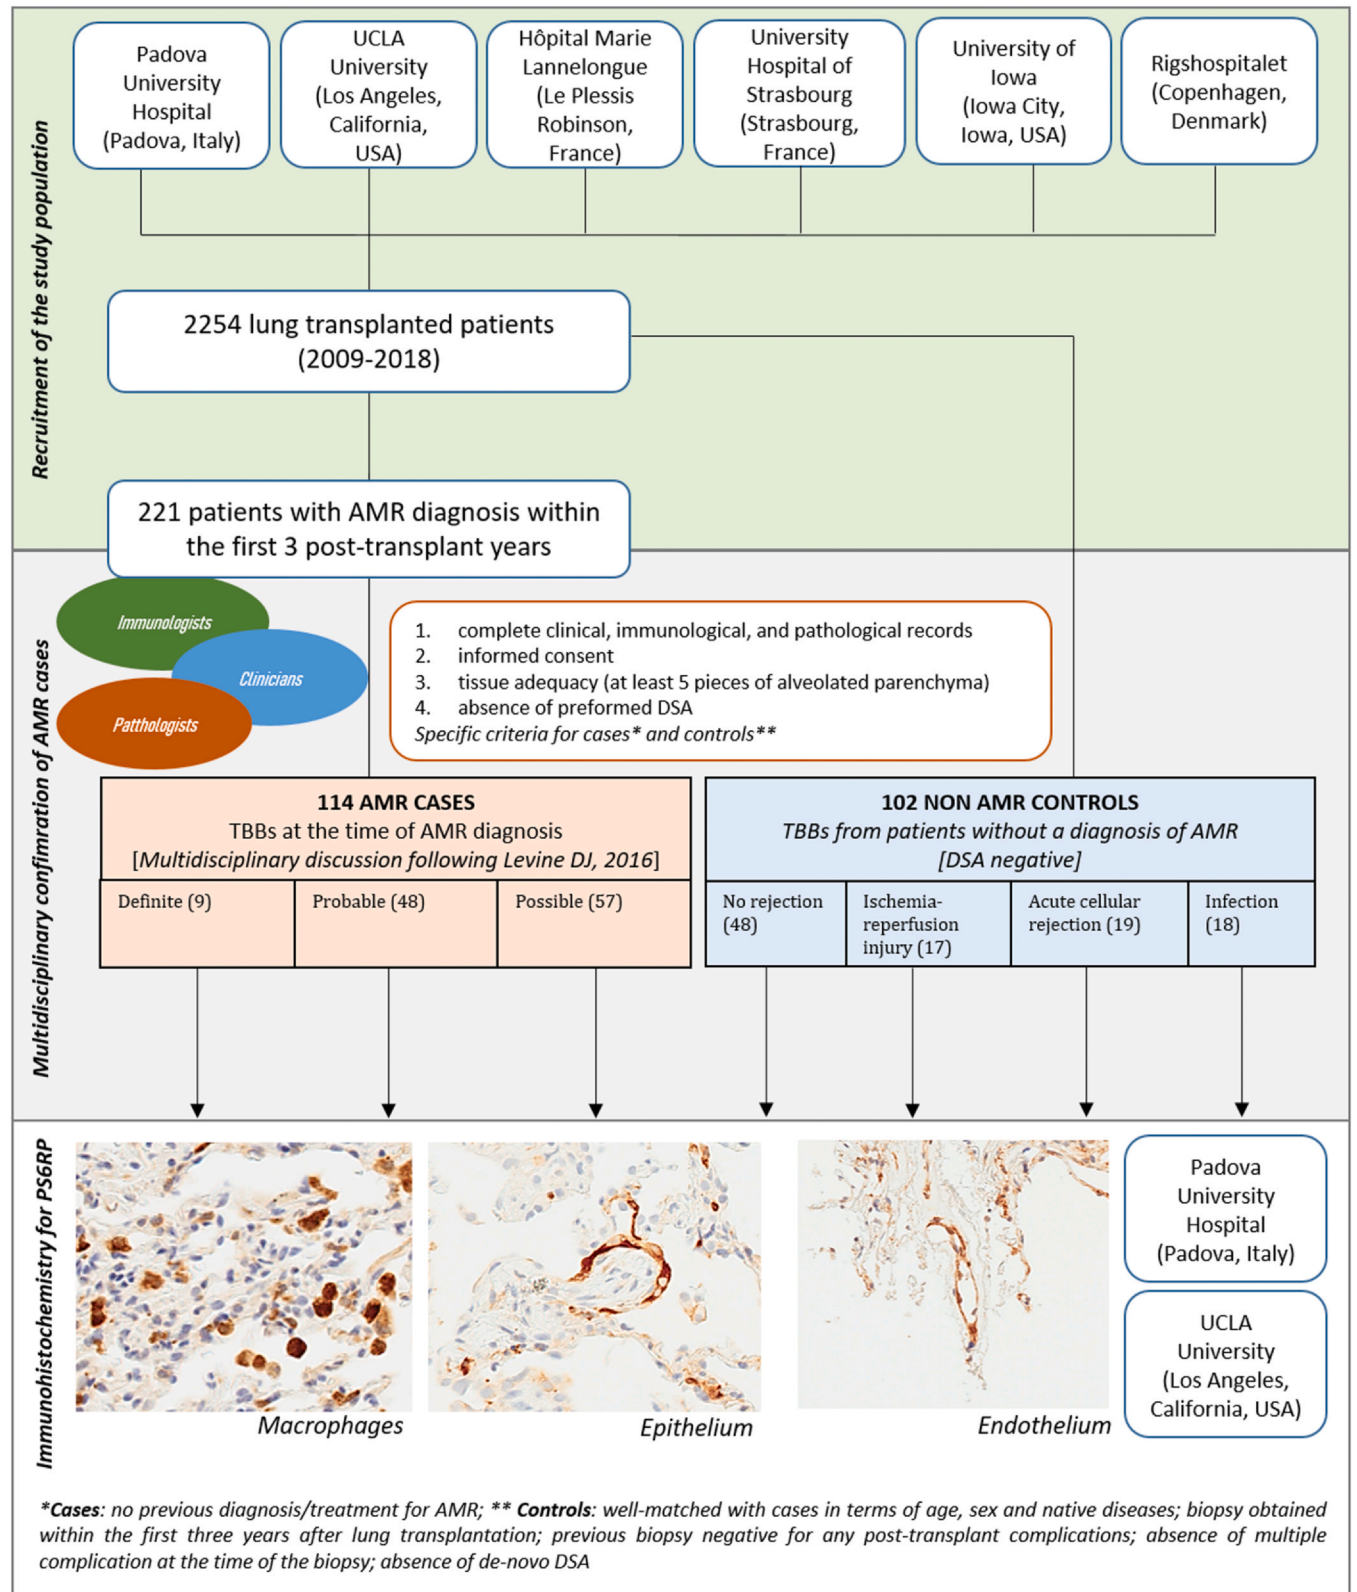 Recruitment of the study population
Padova
University
Hospital
(Padova, Italy)
UCLA
University
(Los Angeles,
California,
USA)
Hôpital Marie
Lannelongue
(Le Plessis
Robinson,
France)
University
Hospital of
Strasbourg
(Strasbourg,
France)
University of
Iowa
(Iowa City,
Iowa, USA)
Rigshospitalet
(Copenhagen,
Denmark)
2254 lung transplanted patients
(2009-2018)
221 patients with AMR diagnosis within
the first 3 post-transplant years
Multidisciplinary confimration of AMR cases
Immunologists
Clinicians
Patthologists
1. complete clinical, immunological, and pathological records
2. informed consent
3. tissue adequacy (at least 5 pieces of alveolated parenchyma)
4. absence of preformed DSA
Specific criteria for cases* and controls**
114 AMR CASES
TBBs at the time of AMR diagnosis
[Multidisciplinary discussion following Levine DJ, 2016]
Definite (9)
Probable (48)
Possible (57)
102 NON AMR CONTROLS
TBBs from patients without a diagnosis of AMR
[DSA negative]
No rejection
(48)
Ischemia-
reperfusion
injury (17)
Acute cellular
rejection (19)
Infection
(18)
Immunohistochemistry for PS6RP
Macrophages
Epithelium
Endothelium
Padova
University
Hospital
(Padova, Italy)
UCLA
University
(Los Angeles,
California, USA)
*Cases: no previous diagnosis/treatment for AMR; ** Controls: well-matched with cases in terms of age, sex and native diseases; biopsy obtained
within the first three years after lung transplantation; previous biopsy negative for any post-transplant complications; absence of multiple
complication at the time of the biopsy; absence of de-novo DSA